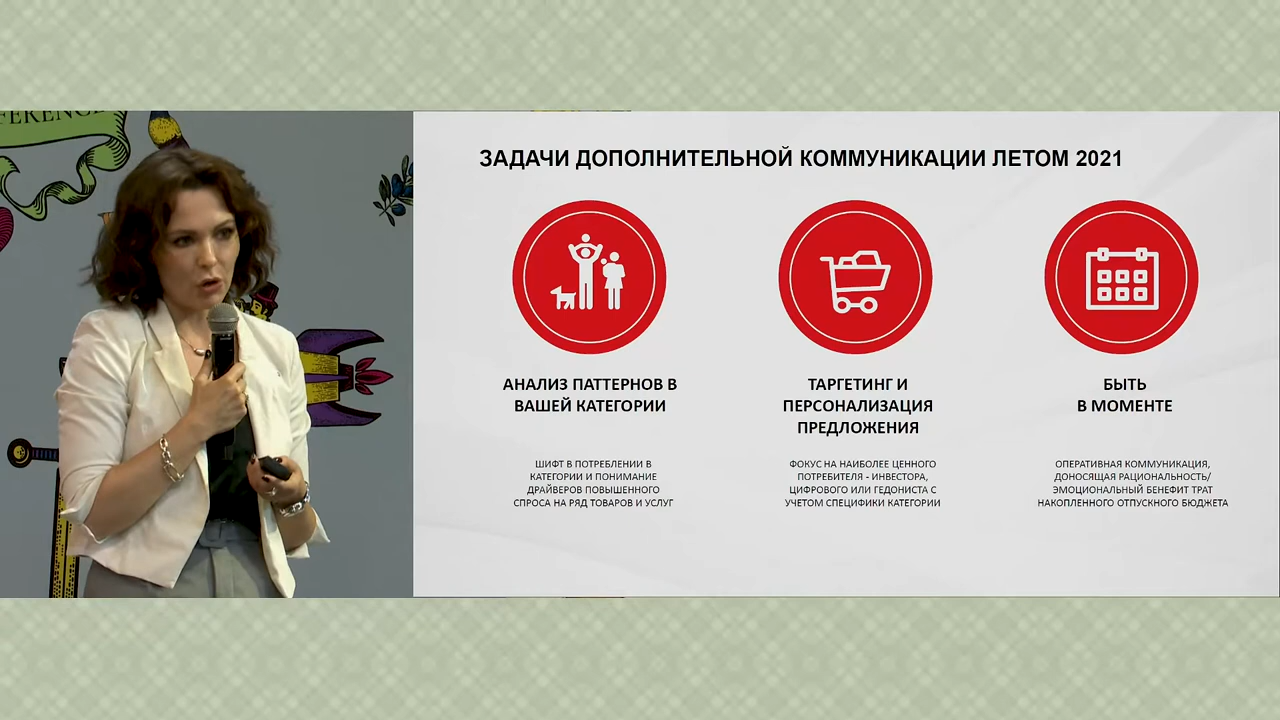 ЗАДАЧИ ДОПОЛНИТЕЛЬНОЙ КОММУНИКАЦИИ ЛЕТОМ 2021
АНАЛИЗ ПАТТЕРНОВ В
ВАШЕЙ КАТЕГОРИИ
ШИФТ В ПОТРЕБЛЕНИИ В
КАТЕГОРИИ И ПОНИМАНИЕ
ДРАЙВЕРОВ ПОВЫШЕННОГО
СПРОСА НА РЯД ТОВАРОВ И УСЛУГ
ТАРГЕТИНГ И
ПЕРСОНАЛИЗАЦИЯ
ПРЕДЛОЖЕНИЯ
ФОКУС НА НАИБОЛЕЕ ЦЕННОГО
ПОТРЕБИТЕЛЯ - ИНВЕСТОРА,
ЦИФРОВОГО ИЛИ ГЕДОНИСТА С
УЧЕТОМ СПЕЦИФИКИ КАТЕГОРИИ
БЫТЬ
В МОМЕНТЕ
ОПЕРАТИВНАЯ КОММУНИКАЦИЯ,
ДОНОСЯЩАЯ РАЦИОНАЛЬНОСТЬ/
ЭМОЦИОНАЛЬНЫЙ БЕНЕФИТ ТРАТ
НАКОПЛЕННОГО ОТПУСКНОГО БЮДЖЕТА